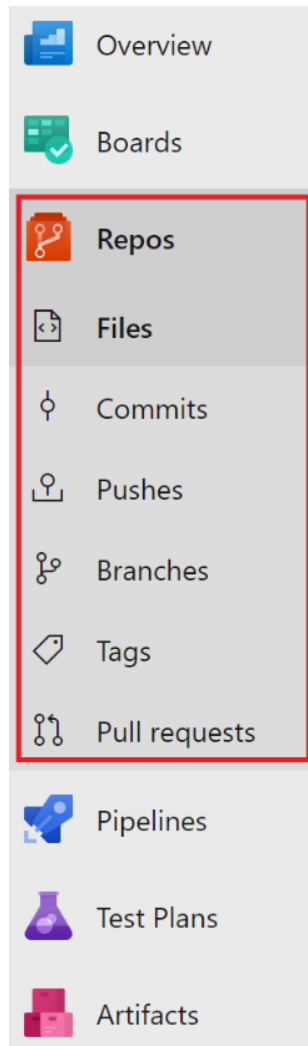 Overview
Boards
Repos
Files
Commits
Pushes
Branches
Tags
Pull requests
Pipelines
Test Plans
Artifacts